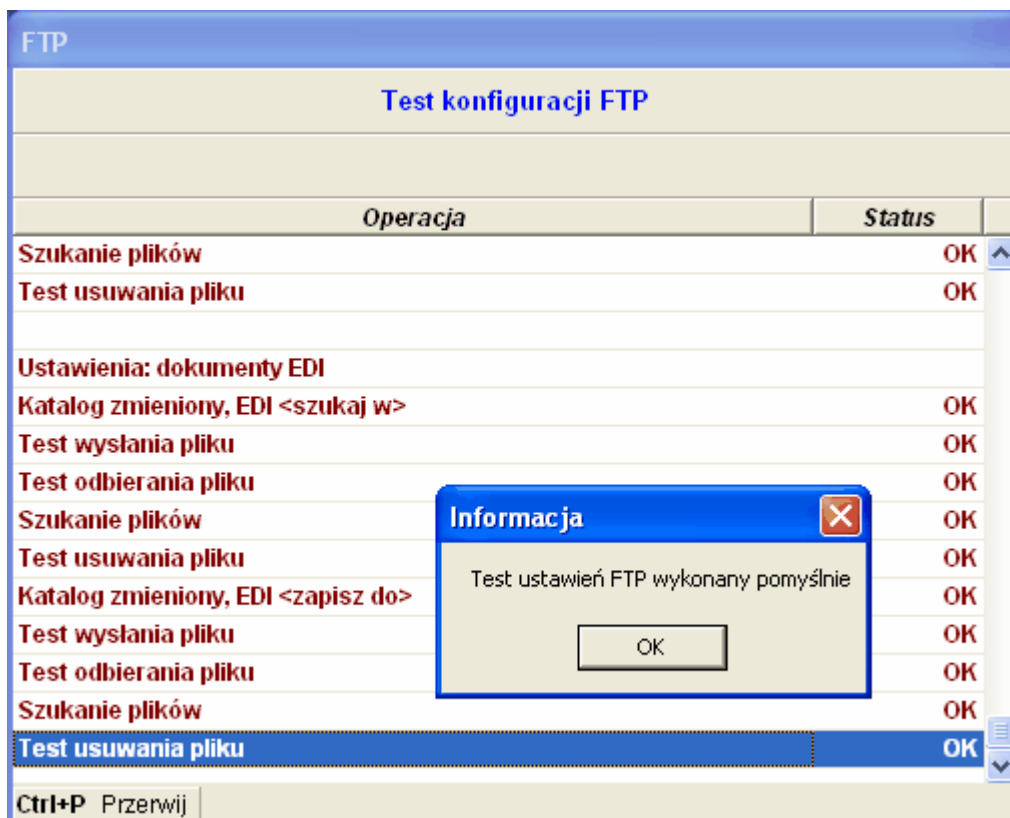 FTP
Test konfiguracji FTP
Operacja Status
Szukanie plików OK
Test usuwania pliku OK
Ustawienia: dokumenty EDI
Katalog zmieniony, EDI <szukaj w> OK
Test wysłania pliku OK
Test odbierania pliku OK
Szukanie plików OK
Test usuwania pliku OK
Katalog zmieniony, EDI <zapisz do> OK
Test wysłania pliku OK
Test odbierania pliku OK
Szukanie plików OK
Test usuwania pliku OK
Informacja
Test ustawień FTP wykonany pomyślnie
OK
Ctrl+P Przerwij